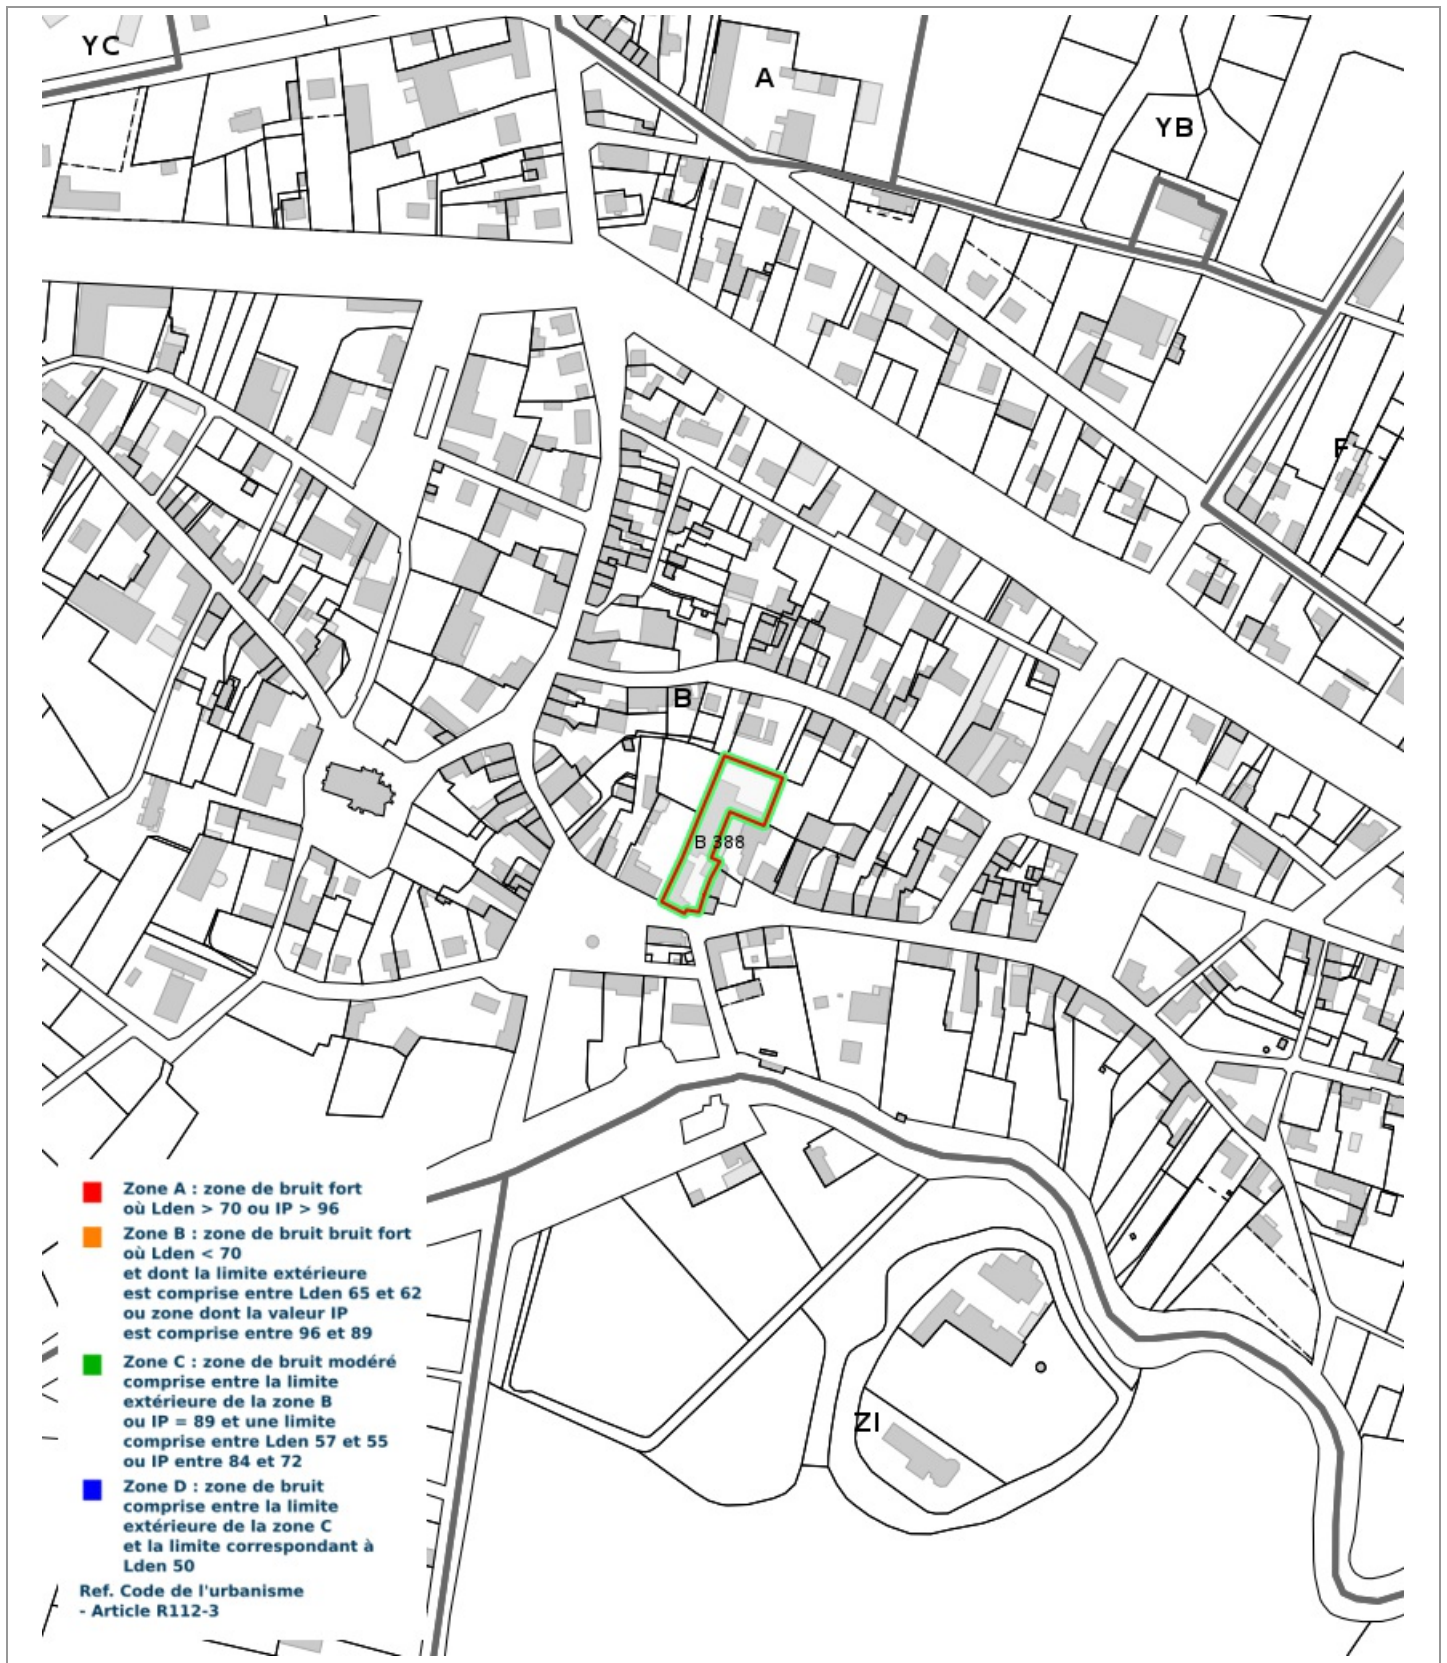 YC
A
YB
F
B
B 388
ZI
Zone A : zone de bruit fort
où Lden > 70 ou IP > 96
Zone B : zone de bruit bruit fort
où Lden < 70
et dont la limite extérieure
est comprise entre Lden 65 et 62
ou zone dont la valeur IP
est comprise entre 96 et 89
Zone C : zone de bruit modéré
comprise entre la limite
extérieure de la zone B
ou IP = 89 et une limite
comprise entre Lden 57 et 55
ou IP entre 84 et 72
Zone D : zone de bruit
comprise entre la limite
extérieure de la zone C
et la limite correspondant à
Lden 50
Ref. Code de l'urbanisme
- Article R112-3